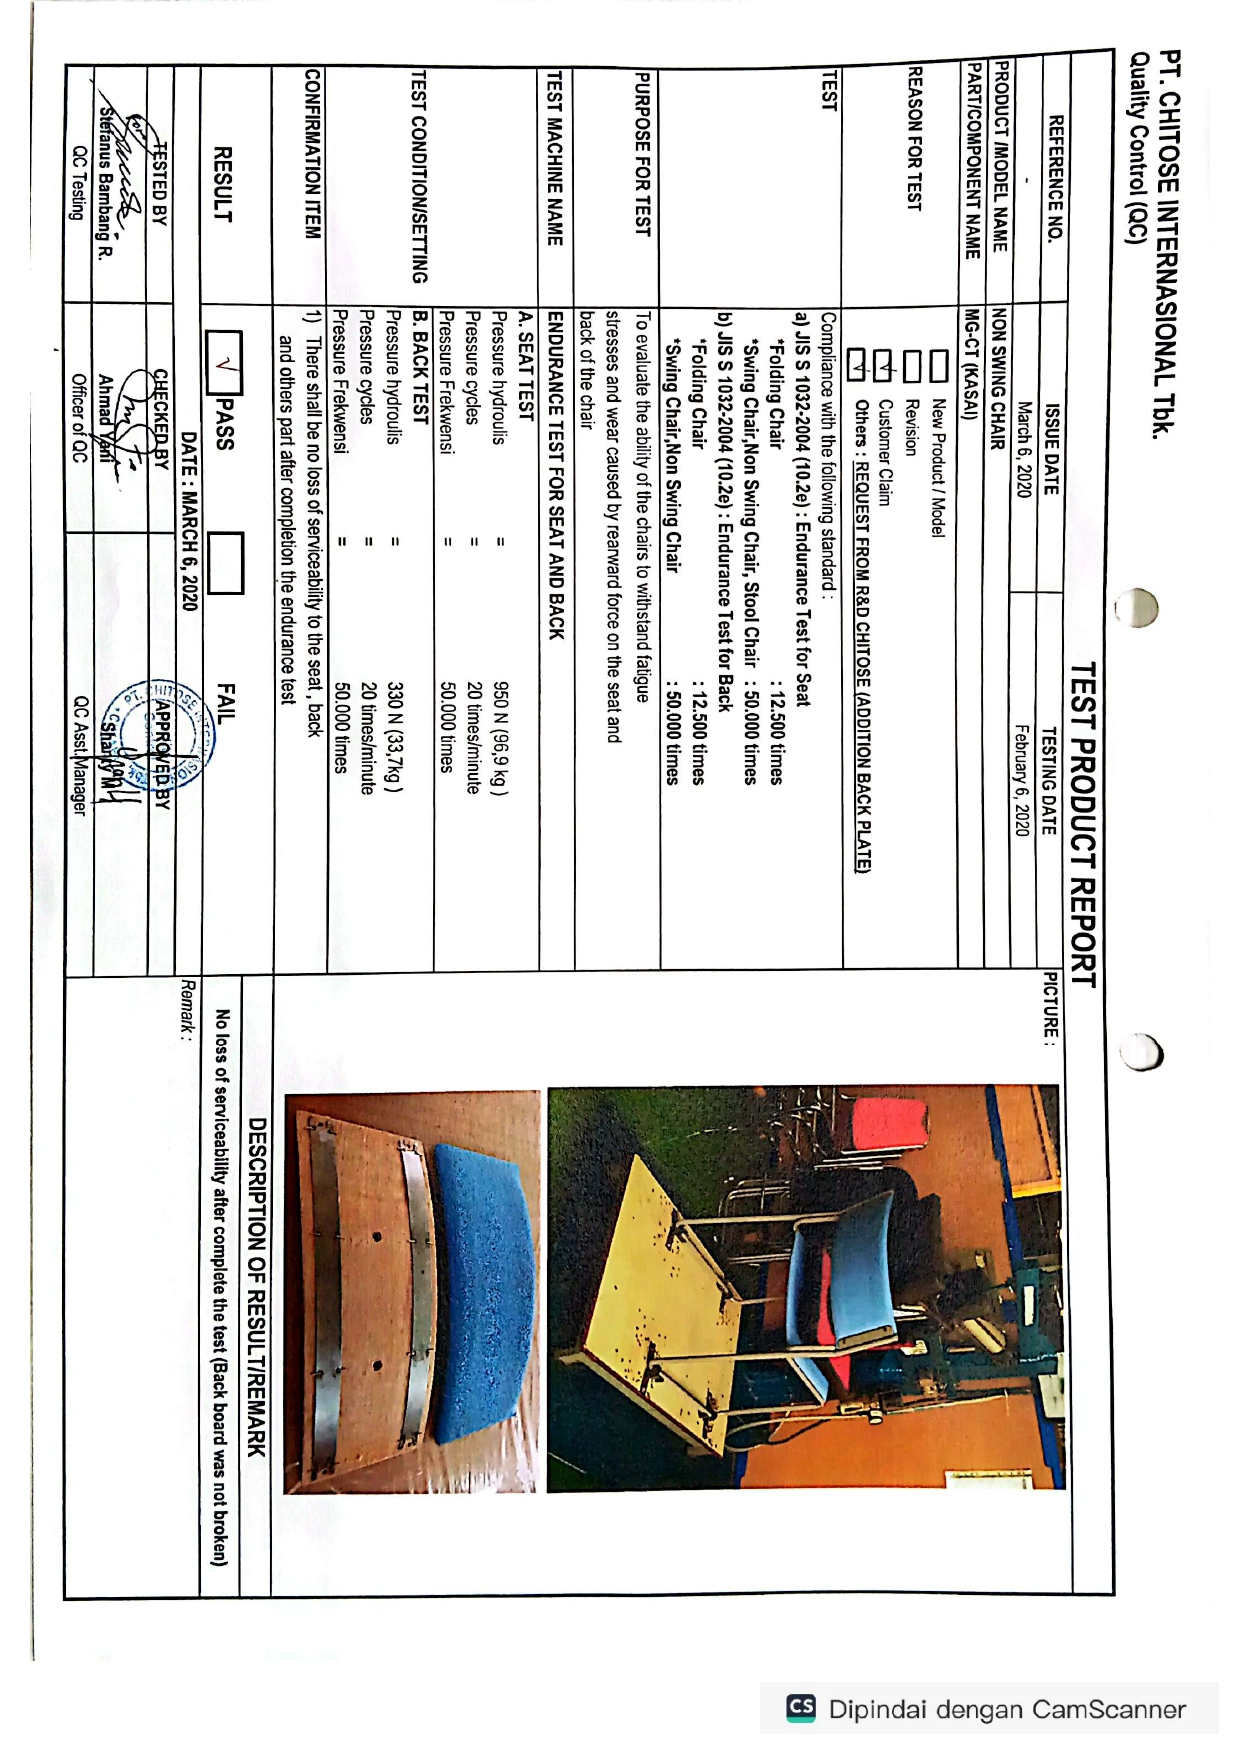 PT. CHITOSE INTERNASIONAL Tbk.
Quality Control (QC)
TEST PRODUCT REPORT
REFERENCE NO.
ISSUE DATE
TESTING DATE
PICTURE :
-
March 6, 2020
February 6, 2020
PRODUCT /MODEL NAME
NON SWING CHAIR
PART/COMPONENT NAME
MG-CT (KASAI)
REASON FOR TEST
New Product / Model
Revision
√ Customer Claim
√ Others : REQUEST FROM R&D CHITOSE (ADDITION BACK PLATE)
TEST
Compliance with the following standard :
a) JIS S 1032-2004 (10.2e) : Endurance Test for Seat
*Folding Chair : 12.500 times
*Swing Chair,Non Swing Chair, Stool Chair : 50.000 times
b) JIS S 1032-2004 (10.2e) : Endurance Test for Back
*Folding Chair : 12.500 times
*Swing Chair,Non Swing Chair : 50.000 times
PURPOSE FOR TEST
To evaluate the ability of the chairs to withstand fatigue
stresses and wear caused by rearward force on the seat and
back of the chair
TEST MACHINE NAME
ENDURANCE TEST FOR SEAT AND BACK
TEST CONDITION/SETTING
A. SEAT TEST
Pressure hydroulis = 950 N (96,9 kg )
Pressure cycles = 20 times/minute
Pressure Frekwensi = 50.000 times
B. BACK TEST
Pressure hydroulis = 330 N (33,7kg )
Pressure cycles = 20 times/minute
Pressure Frekwensi = 50.000 times
CONFIRMATION ITEM
1) There shall be no loss of serviceability to the seat , back
and others part after completion the endurance test
DESCRIPTION OF RESULT/REMARK
RESULT
√ PASS
FAIL
No loss of serviceability after complete the test (Back board was not broken)
DATE : MARCH 6, 2020
Remark :
TESTED BY
CHECKED BY
APPROVED BY
Stefanus Bambang R.
Ahmad Yani
Shanty M
QC Testing
Officer of QC
QC Asst.Manager
CS Dipindai dengan CamScanner